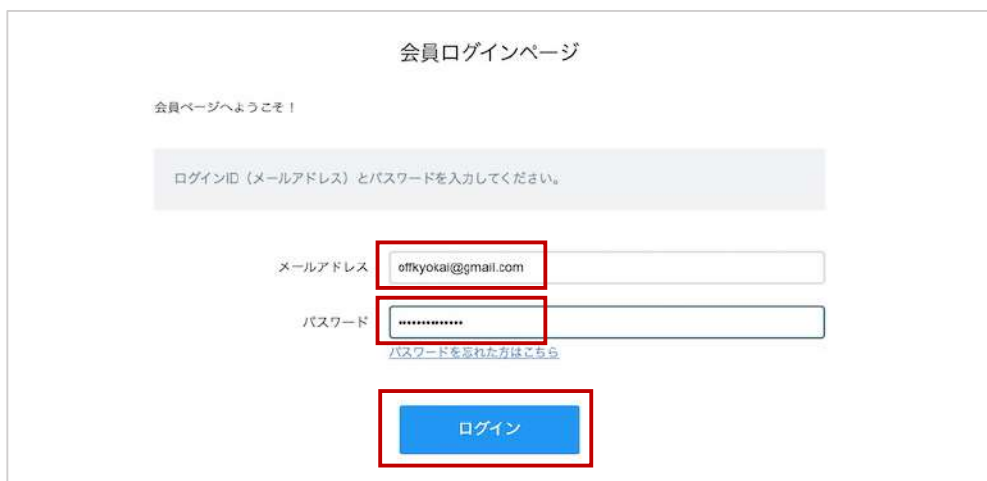 会員ログインページ
会員ページへようこそ！
ログインID（メールアドレス）とパスワードを入力してください。
メールアドレス offkyokai@gmail.com
パスワード ••••••••••••••
パスワードを忘れた方はこちら
ログイン